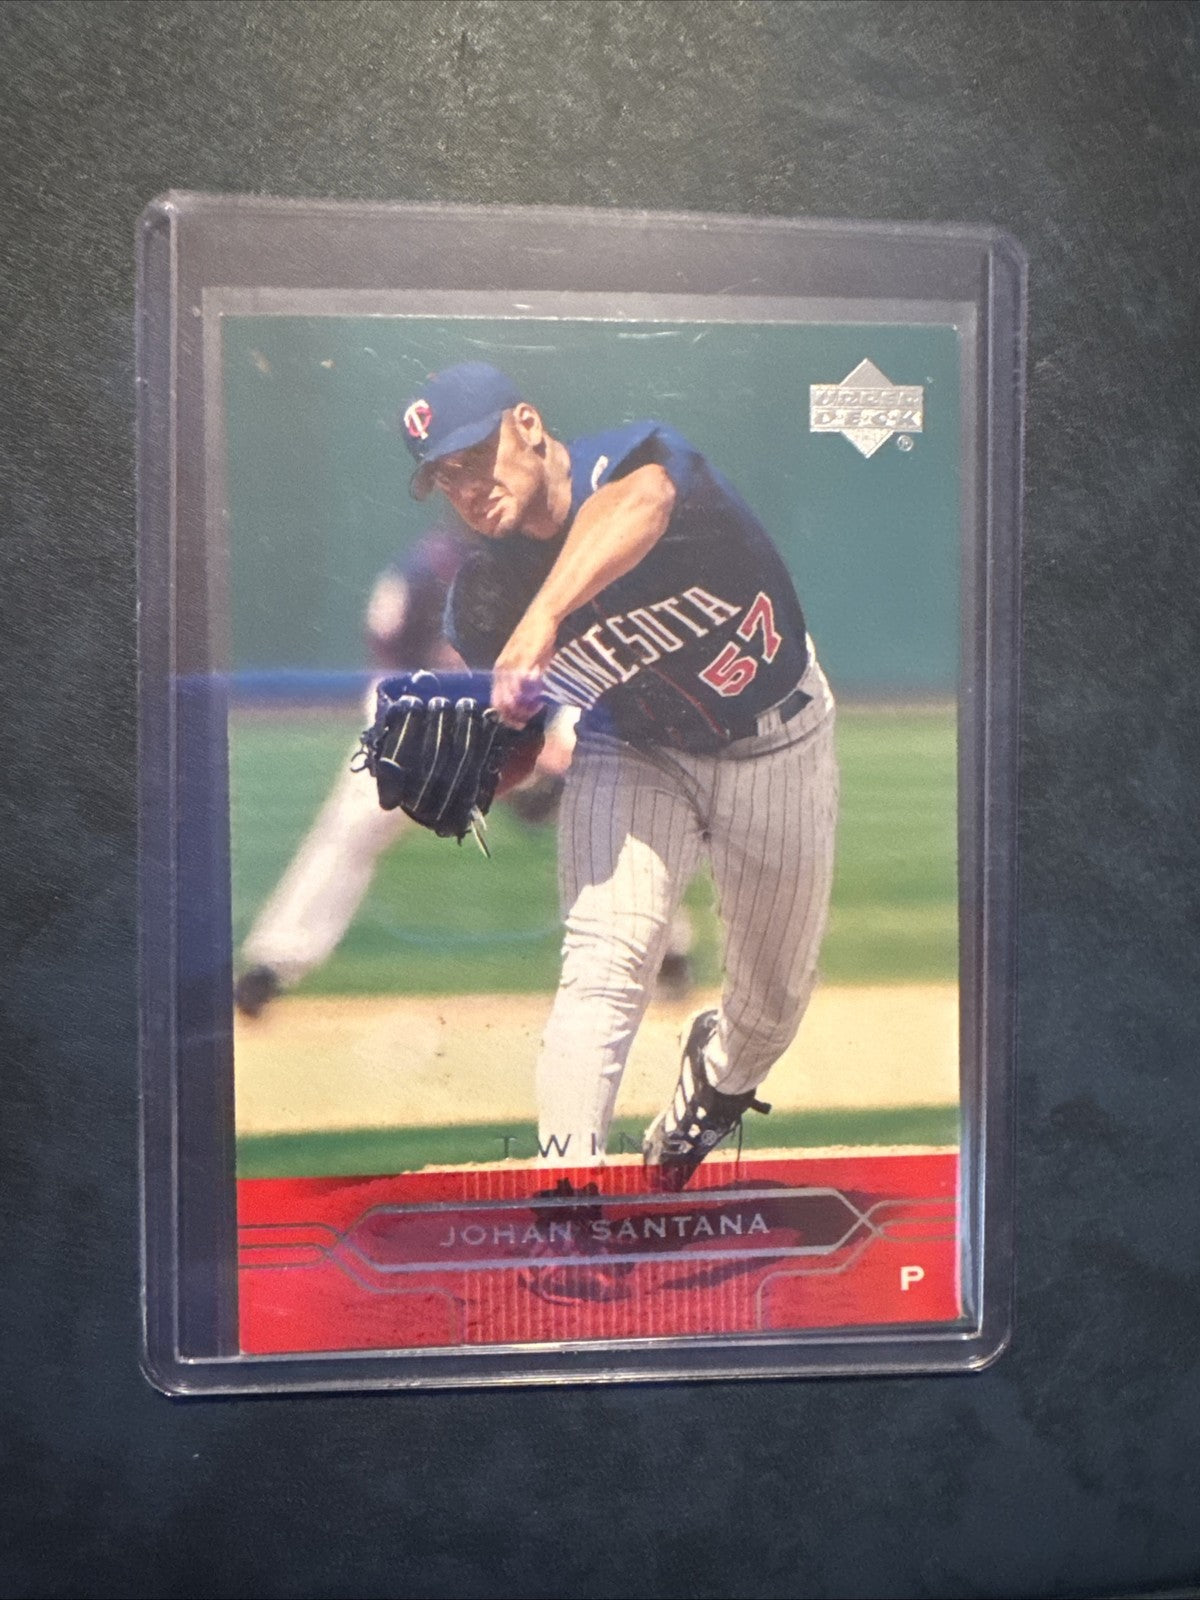 T
UPPER
DECK
®
MINNESOTA
57
TWINS®
JOHAN SANTANA
P